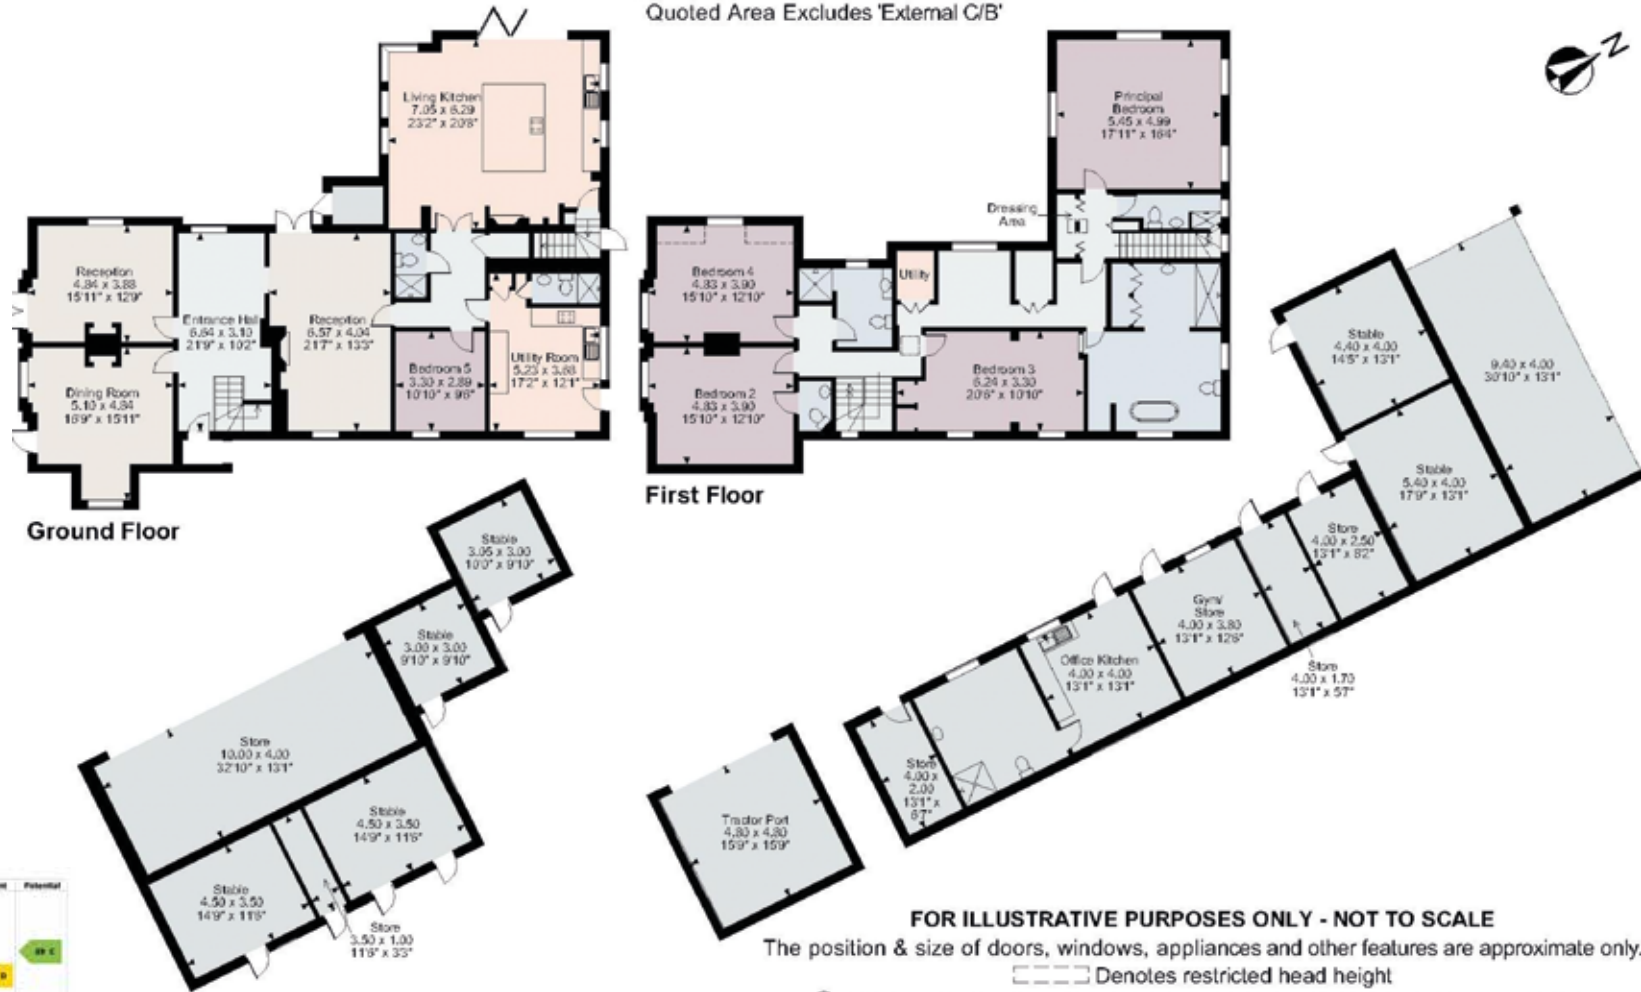 Quoted Area Excludes 'External C/B'
N
Living Kitchen
7.05 x 6.29
23'2" x 20'8"
Reception
4.84 x 3.88
15'11" x 12'9"
Entrance Hall
6.64 x 3.10
21'9" x 10'2"
Reception
6.57 x 4.04
21'7" x 13'3"
Dining Room
5.10 x 4.84
16'9" x 15'11"
Bedroom 5
3.30 x 2.89
10'10" x 9'6"
Utility Room
5.23 x 3.68
17'2" x 12'1"
Ground Floor
Principal
Bedroom
5.45 x 4.99
17'11" x 16'4"
Dressing
Area
Bedroom 4
4.83 x 3.90
15'10" x 12'10"
Utility
Bedroom 2
4.83 x 3.90
15'10" x 12'10"
Bedroom 3
6.24 x 3.30
20'6" x 10'10"
First Floor
Stable
4.40 x 4.00
14'5" x 13'1"
9.40 x 4.00
30'10" x 13'1"
Stable
5.40 x 4.00
17'9" x 13'1"
Store
4.00 x 2.50
13'1" x 8'2"
Gym/
Store
4.00 x 3.80
13'1" x 12'6"
Store
4.00 x 1.70
13'1" x 5'7"
Office Kitchen
4.00 x 4.00
13'1" x 13'1"
Store
4.00 x
2.00
13'1" x
6'7"
Tractor Port
4.80 x 4.80
15'9" x 15'9"
Stable
3.05 x 3.00
10'0" x 9'10"
Stable
3.00 x 3.00
9'10" x 9'10"
Store
10.00 x 4.00
32'10" x 13'1"
Stable
4.50 x 3.50
14'9" x 11'6"
Stable
4.50 x 3.50
14'9" x 11'6"
Store
3.50 x 1.00
11'6" x 3'3"
Potential
FOR ILLUSTRATIVE PURPOSES ONLY - NOT TO SCALE
The position & size of doors, windows, appliances and other features are approximate only.
Denotes restricted head height